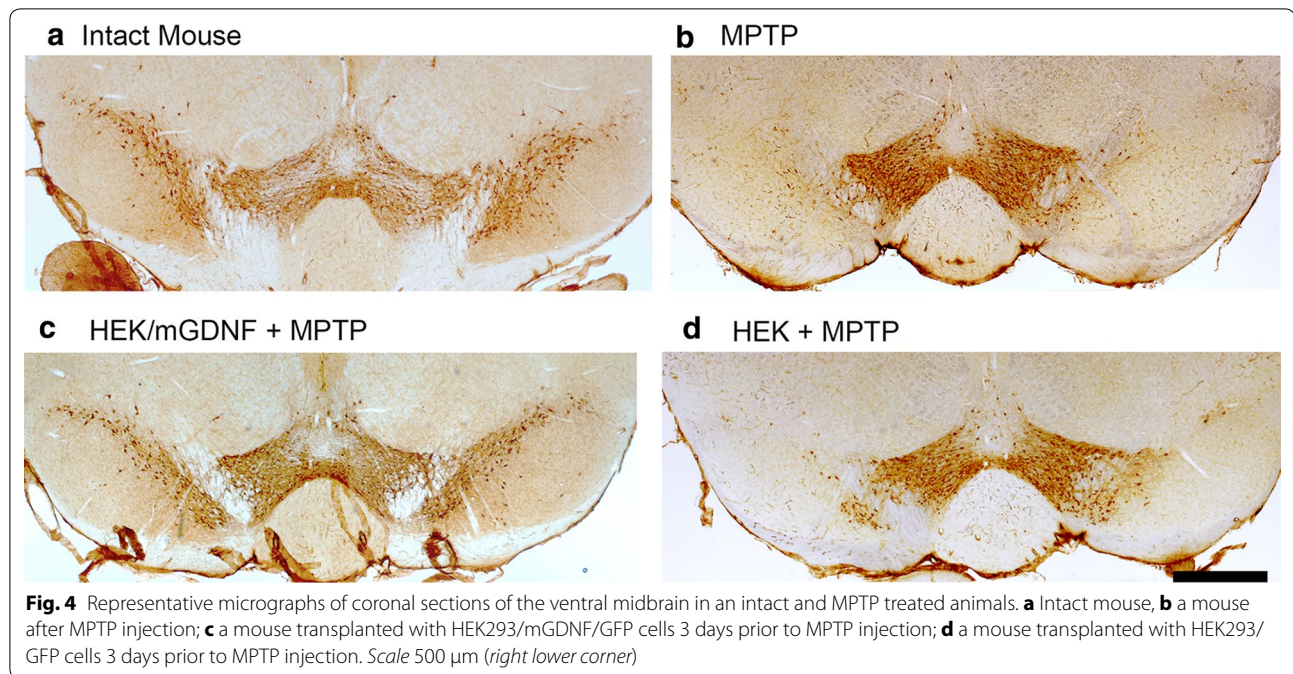 a Intact Mouse
b MPTP
c HEK/mGDNF + MPTP
d HEK + MPTP
Fig. 4 Representative micrographs of coronal sections of the ventral midbrain in an intact and MPTP treated animals. a Intact mouse, b a mouse
after MPTP injection; c a mouse transplanted with HEK293/mGDNF/GFP cells 3 days prior to MPTP injection; d a mouse transplanted with HEK293/
GFP cells 3 days prior to MPTP injection. Scale 500 µm (right lower corner)